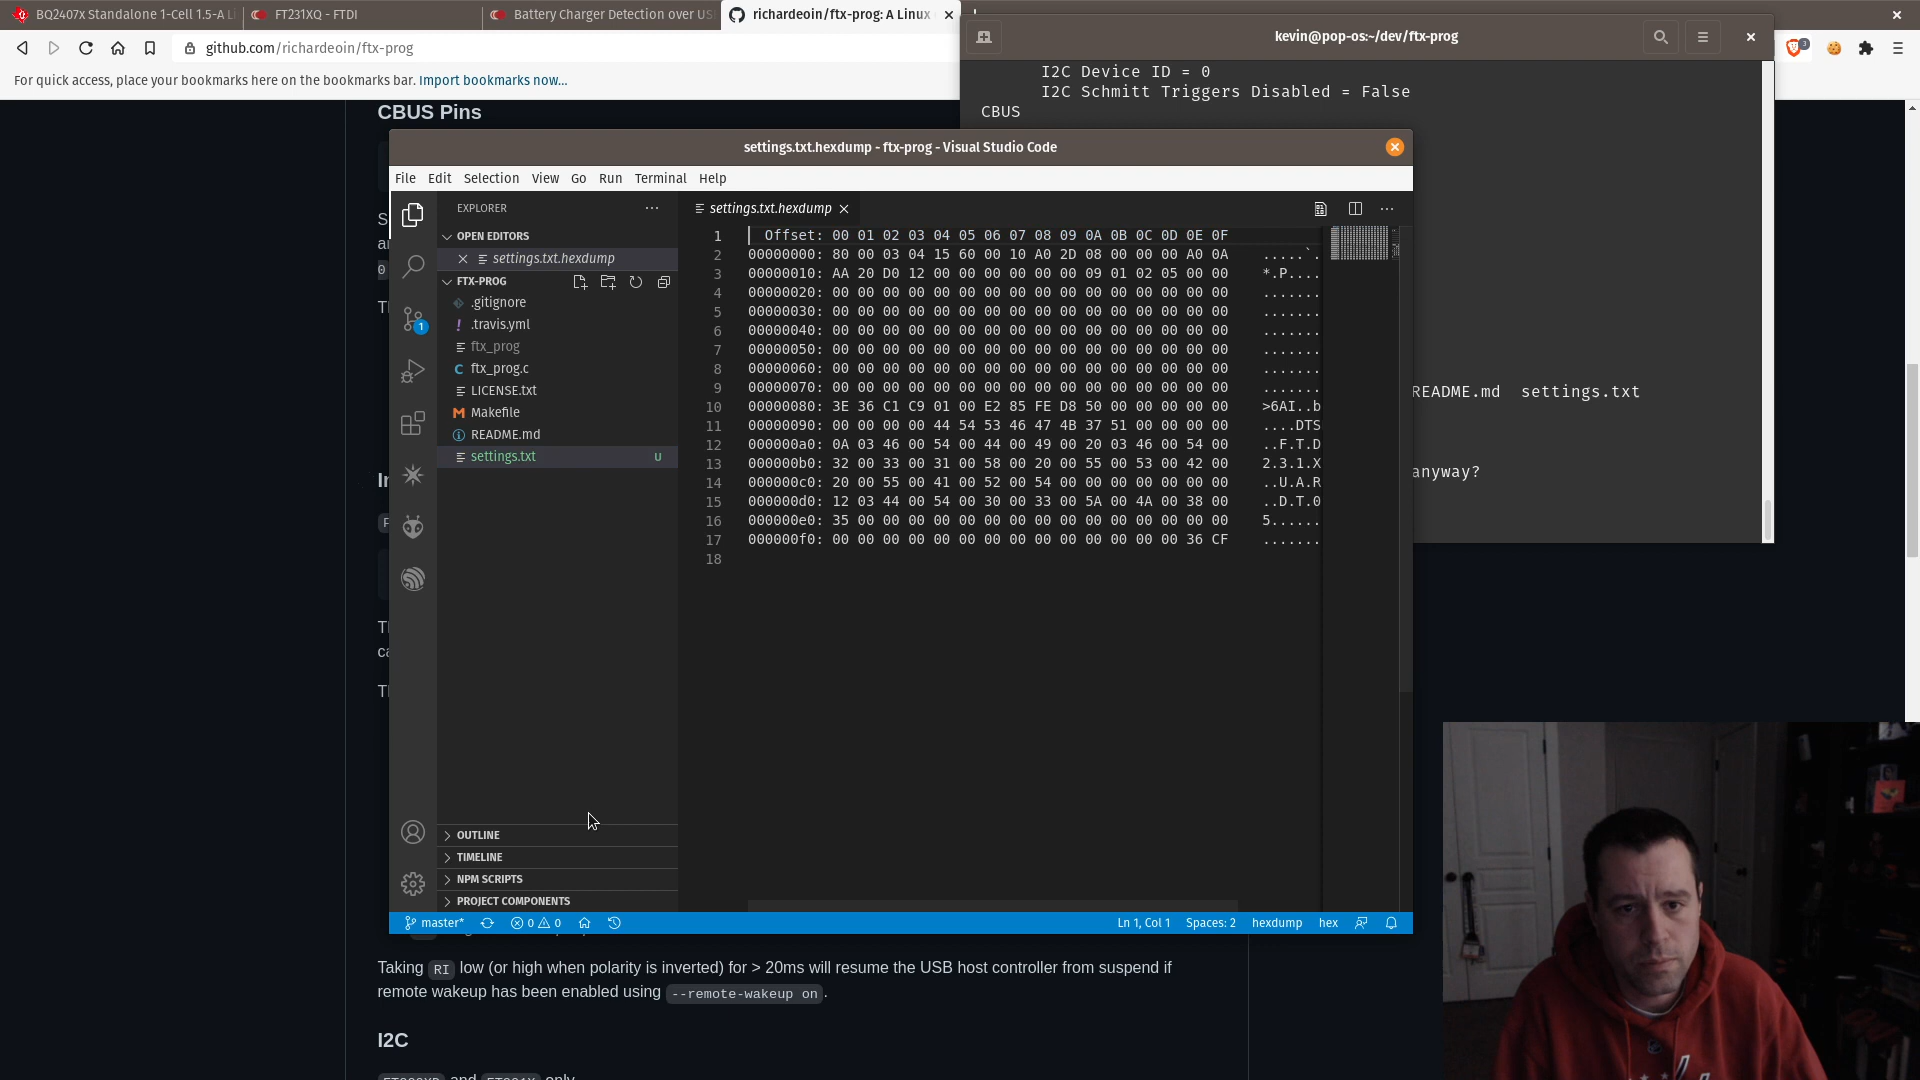 BQ2407x Standalone 1-Cell 1.5-A Li
FT231XQ - FTDI
Battery Charger Detection over US
richardeoin/ftx-prog: A Linux
github.com/richardeoin/ftx-prog
For quick access, place your bookmarks here on the bookmarks bar. Import bookmarks now...
kevin@pop-os:~/dev/ftx-prog
I2C Device ID = 0
I2C Schmitt Triggers Disabled = False
CBUS
README.md settings.txt
anyway?
CBUS Pins
settings.txt.hexdump - ftx-prog - Visual Studio Code
File Edit Selection View Go Run Terminal Help
EXPLORER
OPEN EDITORS
settings.txt.hexdump
FTX-PROG
.gitignore
.travis.yml
ftx_prog
ftx_prog.c
LICENSE.txt
Makefile
README.md
settings.txt U
1
OUTLINE
TIMELINE
NPM SCRIPTS
PROJECT COMPONENTS
settings.txt.hexdump
1 Offset: 00 01 02 03 04 05 06 07 08 09 0A 0B 0C 0D 0E 0F
2 00000000: 80 00 03 04 15 60 00 10 A0 2D 08 00 00 00 A0 0A .....`.
3 00000010: AA 20 D0 12 00 00 00 00 00 00 09 01 02 05 00 00 *.P....
4 00000020: 00 00 00 00 00 00 00 00 00 00 00 00 00 00 00 00 .......
5 00000030: 00 00 00 00 00 00 00 00 00 00 00 00 00 00 00 00 .......
6 00000040: 00 00 00 00 00 00 00 00 00 00 00 00 00 00 00 00 .......
7 00000050: 00 00 00 00 00 00 00 00 00 00 00 00 00 00 00 00 .......
8 00000060: 00 00 00 00 00 00 00 00 00 00 00 00 00 00 00 00 .......
9 00000070: 00 00 00 00 00 00 00 00 00 00 00 00 00 00 00 00 .......
10 00000080: 3E 36 C1 C9 01 00 E2 85 FE D8 50 00 00 00 00 00 >6AI..b
11 00000090: 00 00 00 00 44 54 53 46 47 4B 37 51 00 00 00 00 ....DTS
12 000000a0: 0A 03 46 00 54 00 44 00 49 00 20 03 46 00 54 00 ..F.T.D
13 000000b0: 32 00 33 00 31 00 58 00 20 00 55 00 53 00 42 00 2.3.1.X
14 000000c0: 20 00 55 00 41 00 52 00 54 00 00 00 00 00 00 00 ..U.A.R
15 000000d0: 12 03 44 00 54 00 30 00 33 00 5A 00 4A 00 38 00 ..D.T.0
16 000000e0: 35 00 00 00 00 00 00 00 00 00 00 00 00 00 00 00 5......
17 000000f0: 00 00 00 00 00 00 00 00 00 00 00 00 00 00 36 CF .......
18
master* 0 0 Ln 1, Col 1 Spaces: 2 hexdump hex
Taking RI low (or high when polarity is inverted) for > 20ms will resume the USB host controller from suspend if
remote wakeup has been enabled using --remote-wakeup on.
I2C
and only